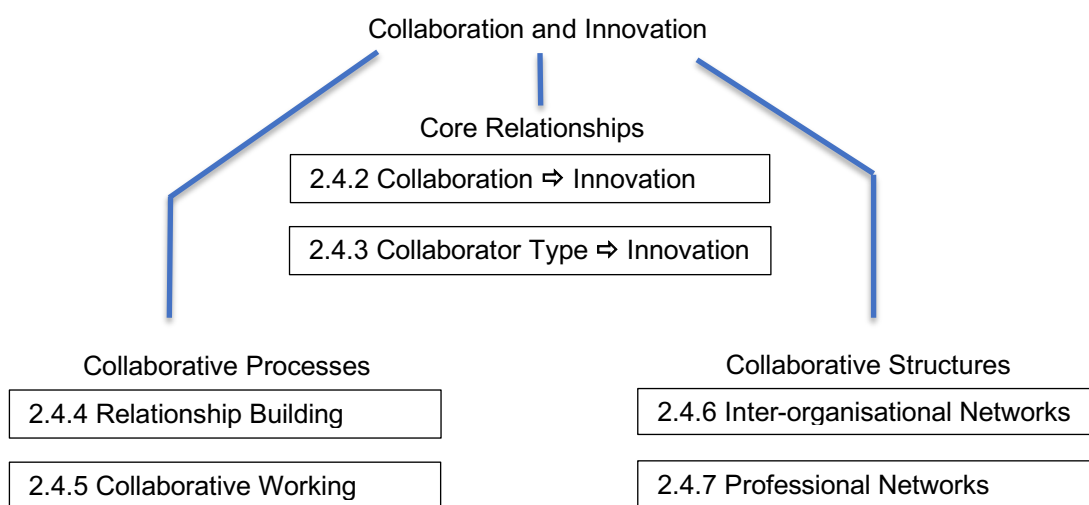 Collaboration and Innovation
Core Relationships
2.4.2 Collaboration ⇨ Innovation
2.4.3 Collaborator Type ⇨ Innovation
Collaborative Processes
2.4.4 Relationship Building
2.4.5 Collaborative Working
Collaborative Structures
2.4.6 Inter-organisational Networks
2.4.7 Professional Networks